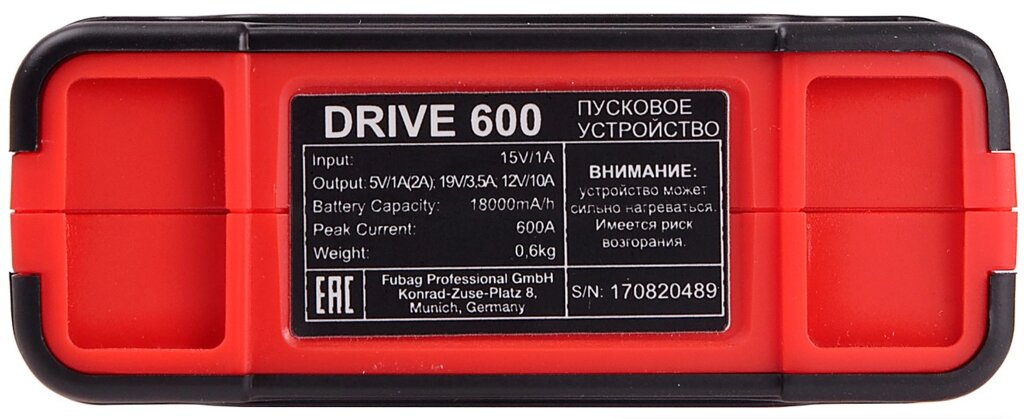 DRIVE 600
ПУСКОВОЕ
УСТРОЙСТВО
Input: 15V/1A
Output: 5V/1A(2A); 19V/3,5A; 12V/10A
Battery Capacity: 18000mA/h
Peak Current: 600A
Weight: 0,6kg
ВНИМАНИЕ:
устройство может
сильно нагреваться.
Имеется риск
возгорания.
EAC
Fubag Professional GmbH
Konrad-Zuse-Platz 8,
Munich, Germany
S/N: 170820489